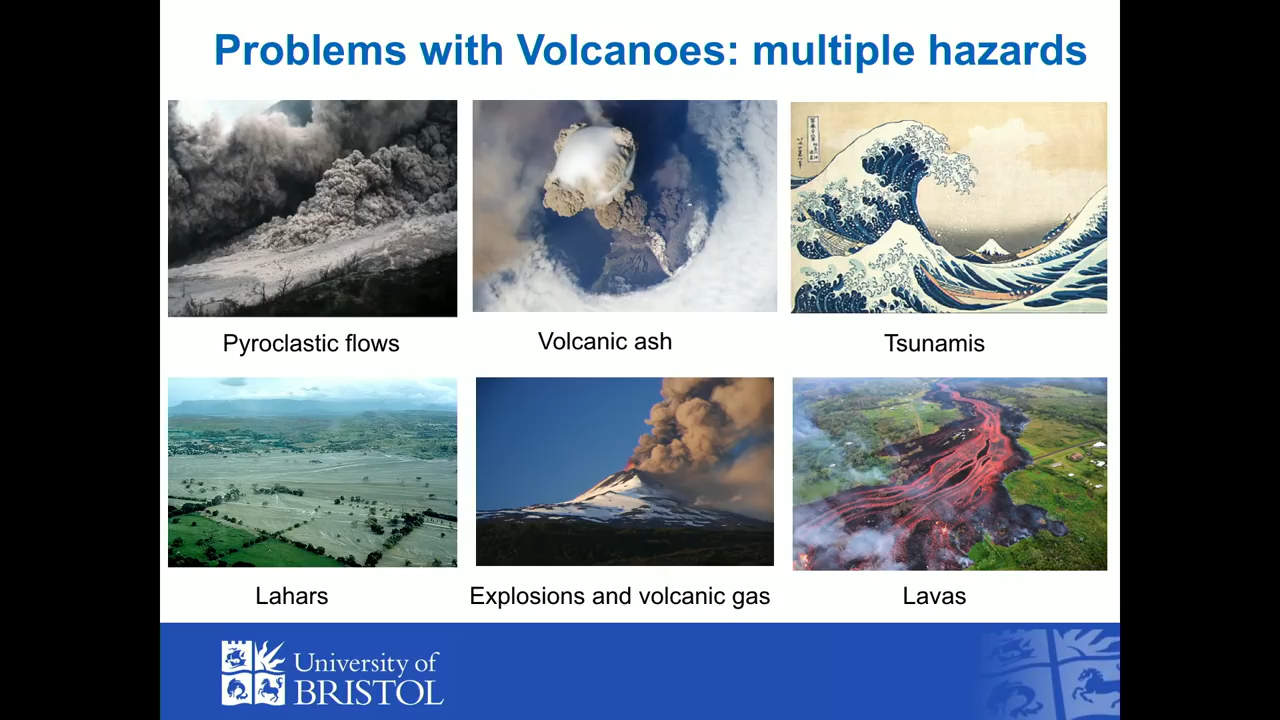 Problems with Volcanoes: multiple hazards
Pyroclastic flows
Volcanic ash
Tsunamis
Lahars
Explosions and volcanic gas
Lavas
University of
BRISTOL